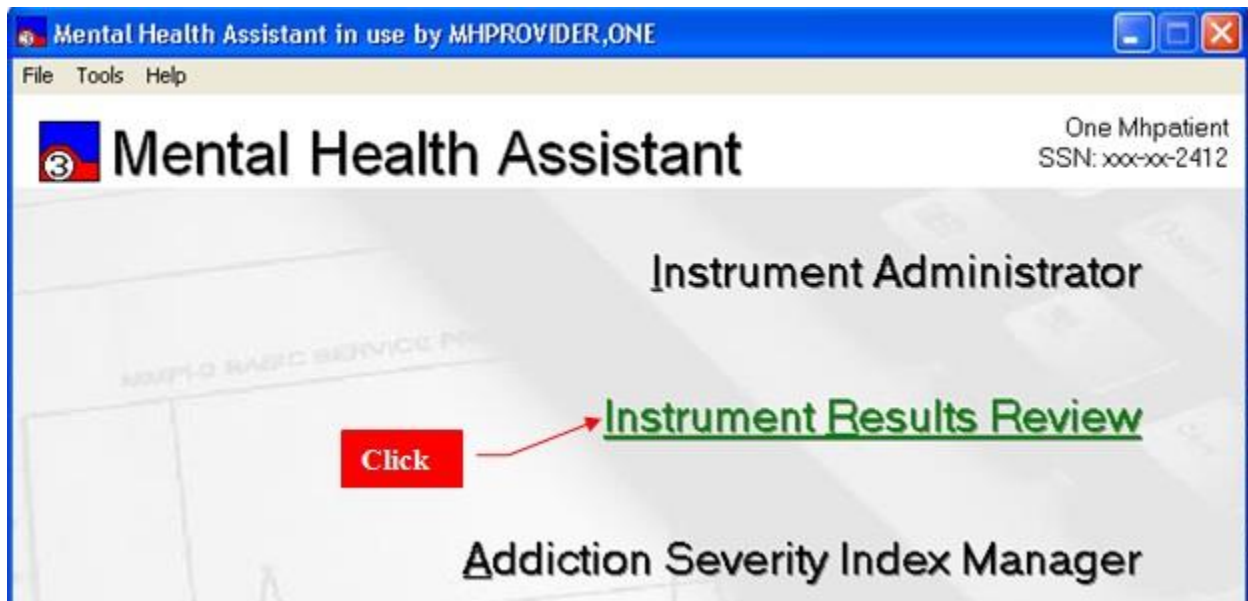 Mental Health Assistant in use by MHPROVIDER,ONE
File Tools Help
3 Mental Health Assistant
One Mhpatient
SSN: xxx-xx-2412
Instrument Administrator
Instrument Results Review
Click
Addiction Severity Index Manager